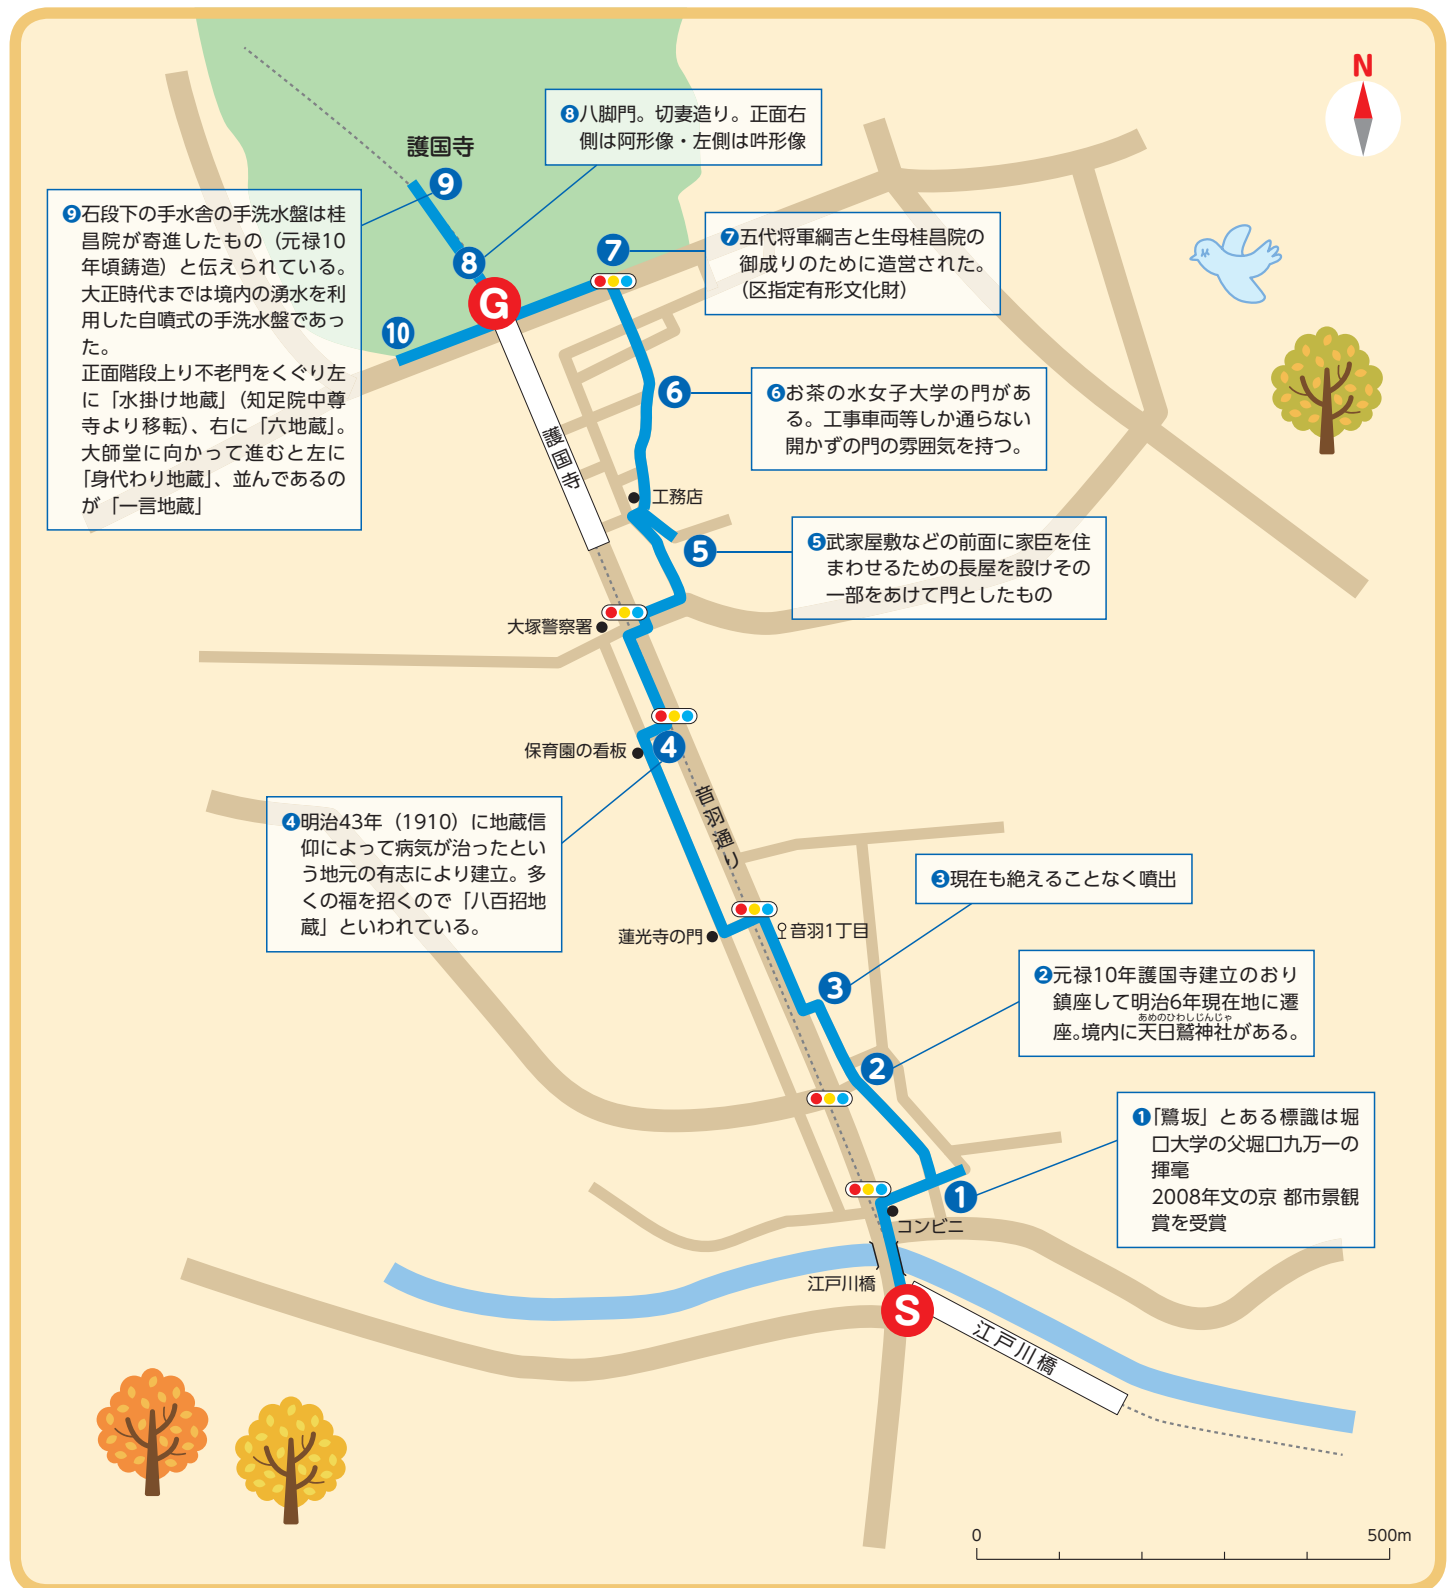 N
護国寺
❽八脚門。切妻造り。正面右
側は阿形像・左側は吽形像
❾石段下の手水舎の手洗水盤は桂
昌院が寄進したもの（元禄10
年頃鋳造）と伝えられている。
大正時代までは境内の湧水を利
用した自噴式の手洗水盤であっ
た。
正面階段上り不老門をくぐり左
に「水掛け地蔵」（知足院中尊
寺より移転）、右に「六地蔵」。
大師堂に向かって進むと左に
「身代わり地蔵」、並んであるの
が「一言地蔵」
9
8
G
10
7
❼五代将軍綱吉と生母桂昌院の
御成りのために造営された。
（区指定有形文化財）
6
❻お茶の水女子大学の門があ
る。工事車両等しか通らない
開かずの門の雰囲気を持つ。
護国寺
工務店
5
❺武家屋敷などの前面に家臣を住
まわせるための長屋を設けその
一部をあけて門としたもの
大塚警察署
保育園の看板
4
❹明治43年（1910）に地蔵信
仰によって病気が治ったとい
う地元の有志により建立。多
くの福を招くので「八百招地
蔵」といわれている。
音羽通り
❸現在も絶えることなく噴出
蓮光寺の門
音羽1丁目
3
❷元禄10年護国寺建立のおり
鎮座して明治6年現在地に遷
あめのひわしじんじゃ
座。境内に天日鷲神社がある。
2
❶「鷺坂」とある標識は堀
口大学の父堀口九万一の
揮毫
2008年文の京 都市景観
賞を受賞
1
コンビニ
江戸川橋
S
江戸川橋
0
500m